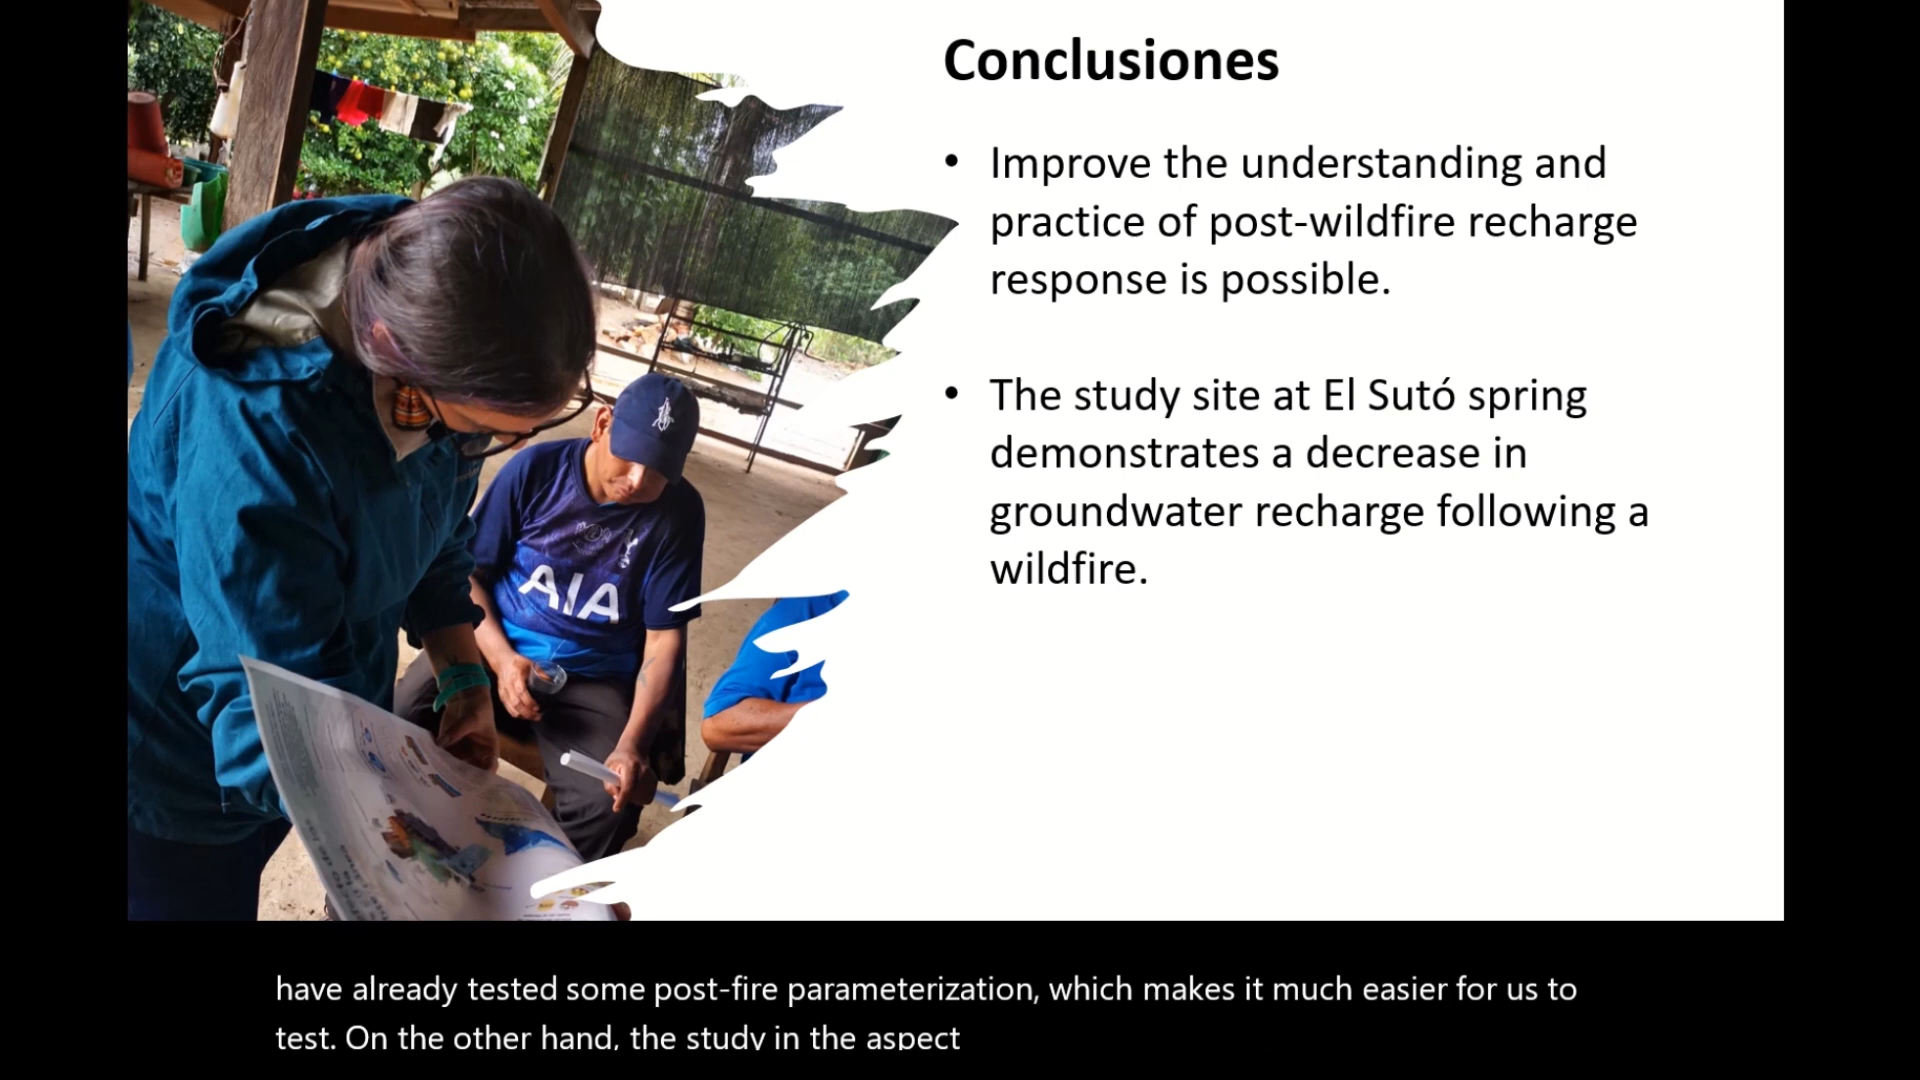 Conclusiones
• Improve the understanding and
practice of post-wildfire recharge
response is possible.
• The study site at El Sutó spring
demonstrates a decrease in
groundwater recharge following a
wildfire.
AIA
have already tested some post-fire parameterization, which makes it much easier for us to
test. On the other hand, the study in the aspect